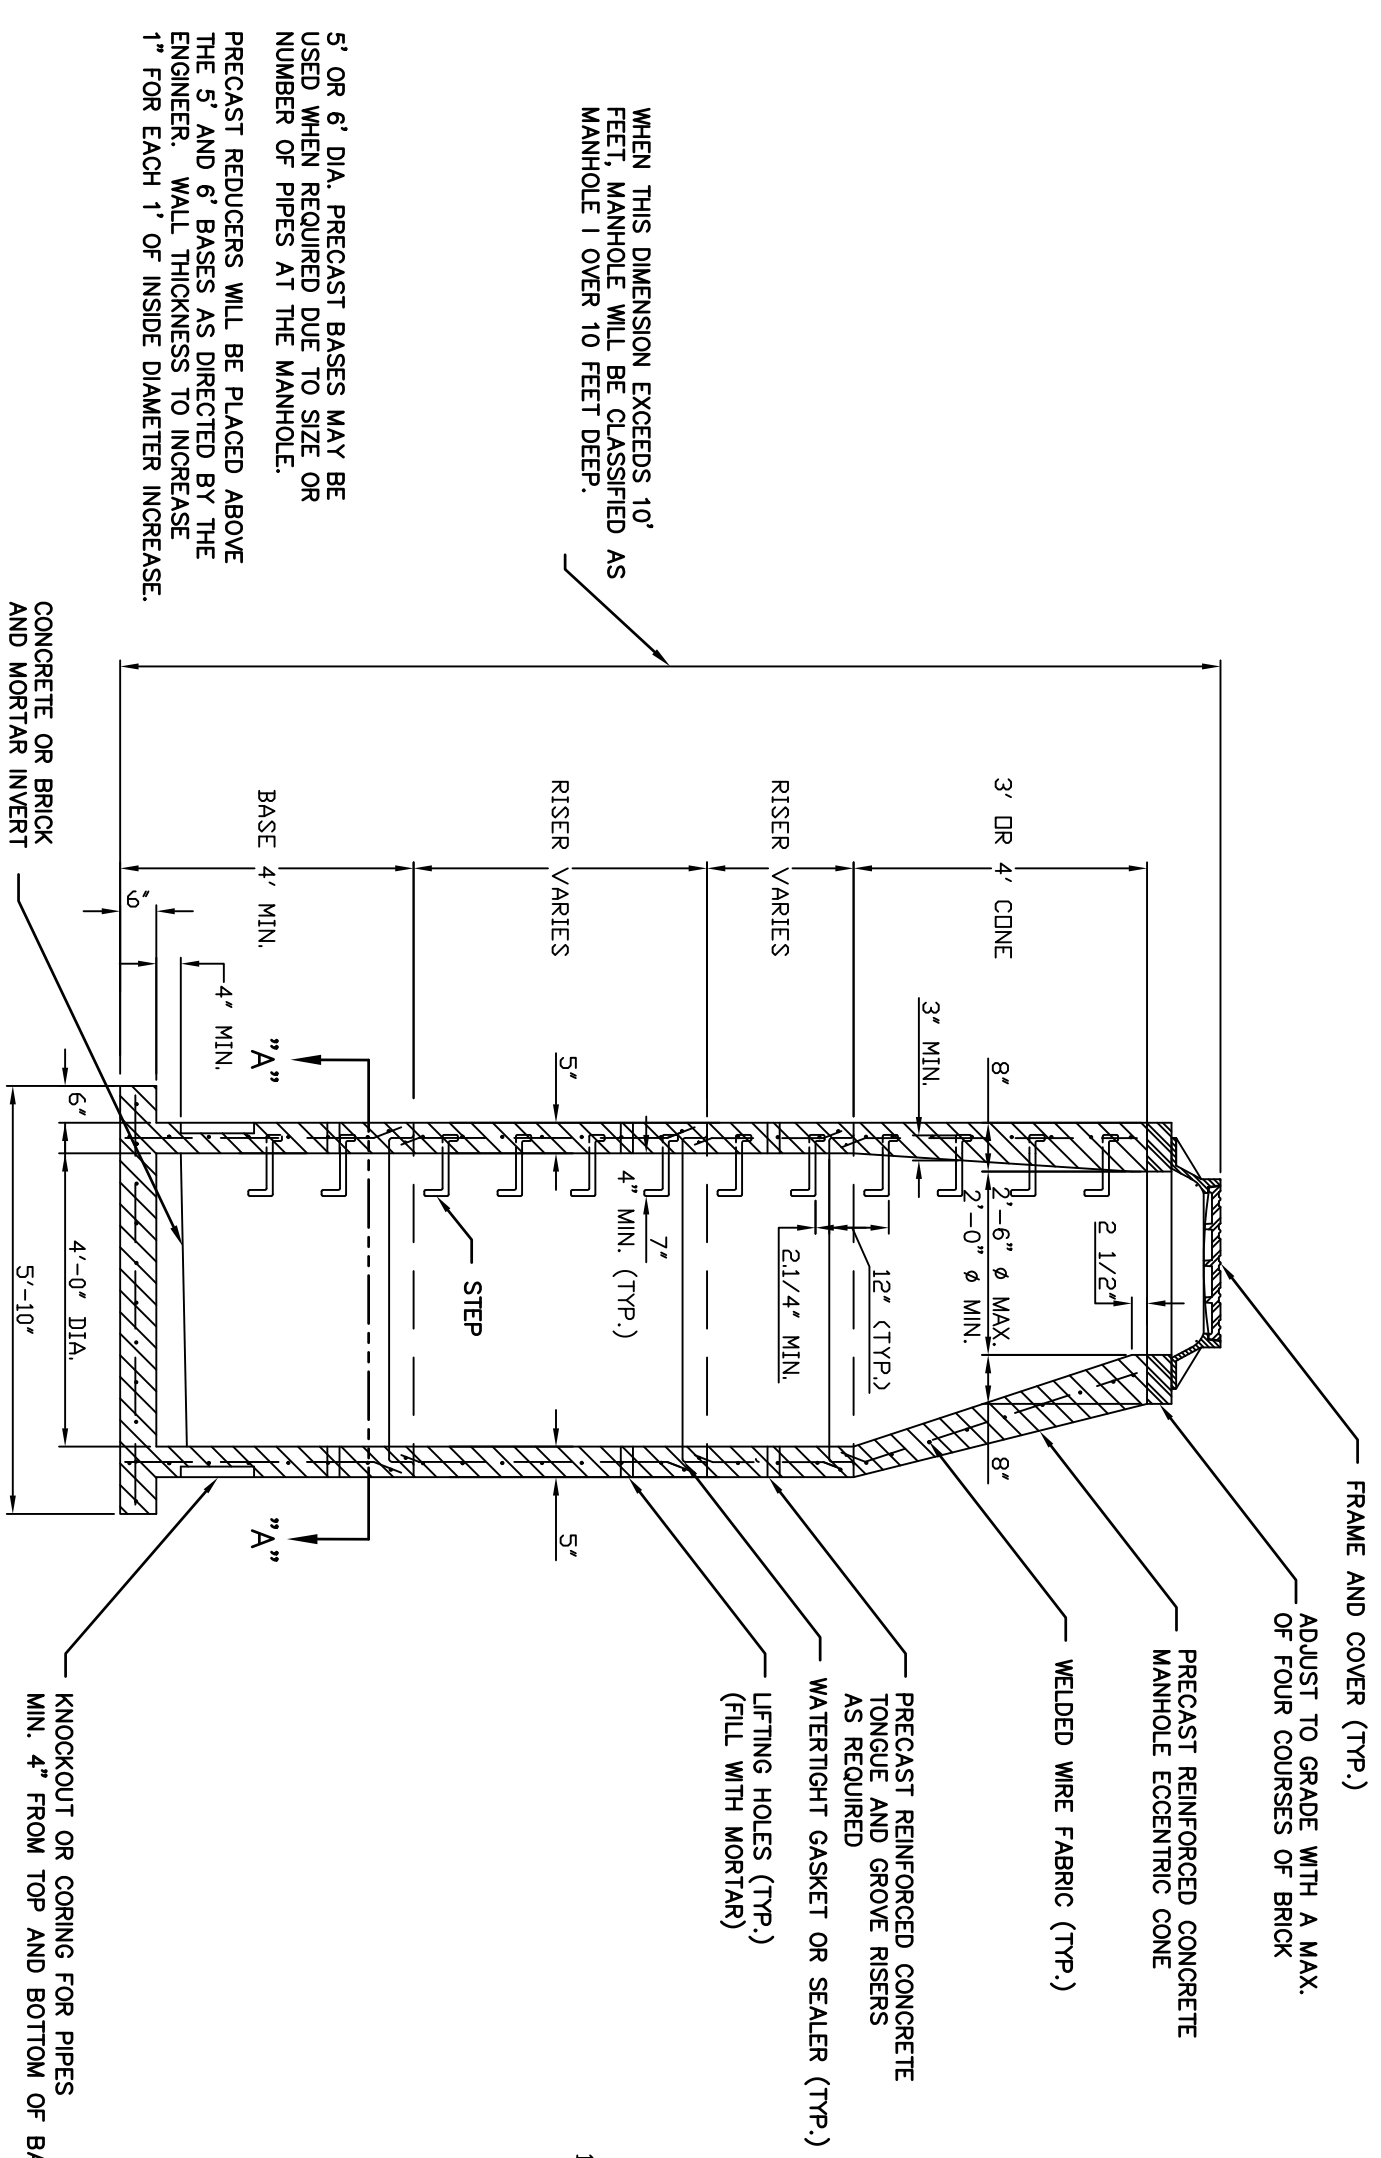 FRAME AND COVER (TYP.)
ADJUST TO GRADE WITH A MAX.
OF FOUR COURSES OF BRICK
PRECAST REINFORCED CONCRETE
MANHOLE ECCENTRIC CONE
WELDED WIRE FABRIC (TYP.)
PRECAST REINFORCED CONCRETE
TONGUE AND GROVE RISERS
AS REQUIRED
WATERTIGHT GASKET OR SEALER (TYP.)
LIFTING HOLES (TYP.)
(FILL WITH MORTAR)
KNOCKOUT OR CORING FOR PIPES
MIN. 4" FROM TOP AND BOTTOM OF BA
WHEN THIS DIMENSION EXCEEDS 10'
FEET, MANHOLE WILL BE CLASSIFIED AS
MANHOLE I OVER 10 FEET DEEP.
5' OR 6' DIA. PRECAST BASES MAY BE
USED WHEN REQUIRED DUE TO SIZE OR
NUMBER OF PIPES AT THE MANHOLE.
PRECAST REDUCERS WILL BE PLACED ABOVE
THE 5' AND 6' BASES AS DIRECTED BY THE
ENGINEER. WALL THICKNESS TO INCREASE
1" FOR EACH 1' OF INSIDE DIAMETER INCREASE.
CONCRETE OR BRICK
AND MORTAR INVERT
3' OR 4' CONE
RISER VARIES
RISER VARIES
BASE 4' MIN.
2 1/2"
8"
2'-6" ø MAX.
2'-0" ø MIN.
8"
3" MIN.
12" (TYP.)
2.1/4" MIN.
7"
4" MIN. (TYP.)
5"
5"
STEP
"A"
"A"
4" MIN.
6"
6"
4'-0" DIA.
5'-10"